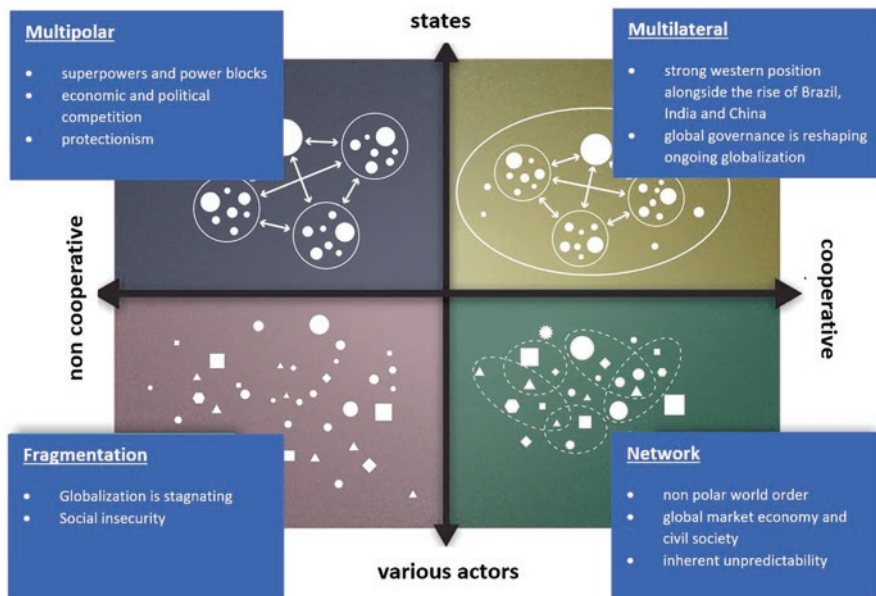 states
Multipolar
• superpowers and power blocks
• economic and political
competition
• protectionism
Multilateral
• strong western position
alongside the rise of Brazil,
India and China
• global governance is reshaping
ongoing globalization
non cooperative
cooperative
Fragmentation
• Globalization is stagnating
• Social insecurity
Network
• non polar world order
• global market economy and
civil society
• inherent unpredictability
various actors